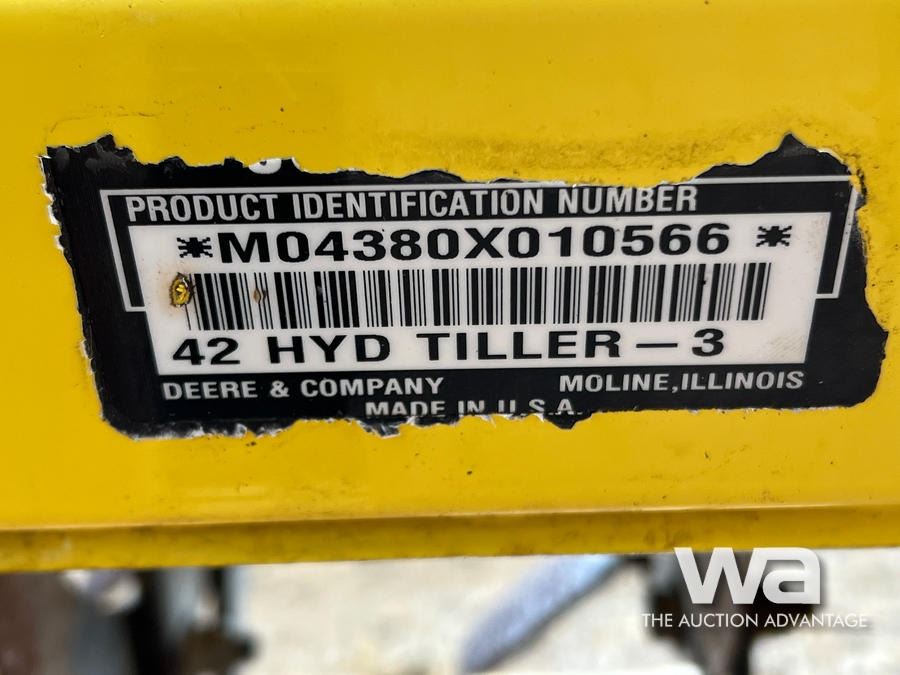 PRODUCT IDENTIFICATION NUMBER
*M04380X010566 *
42 HYD TILLER - 3
DEERE & COMPANY MOLINE, ILLINOIS
MADE IN U.S.A.
wa
THE AUCTION ADVANTAGE